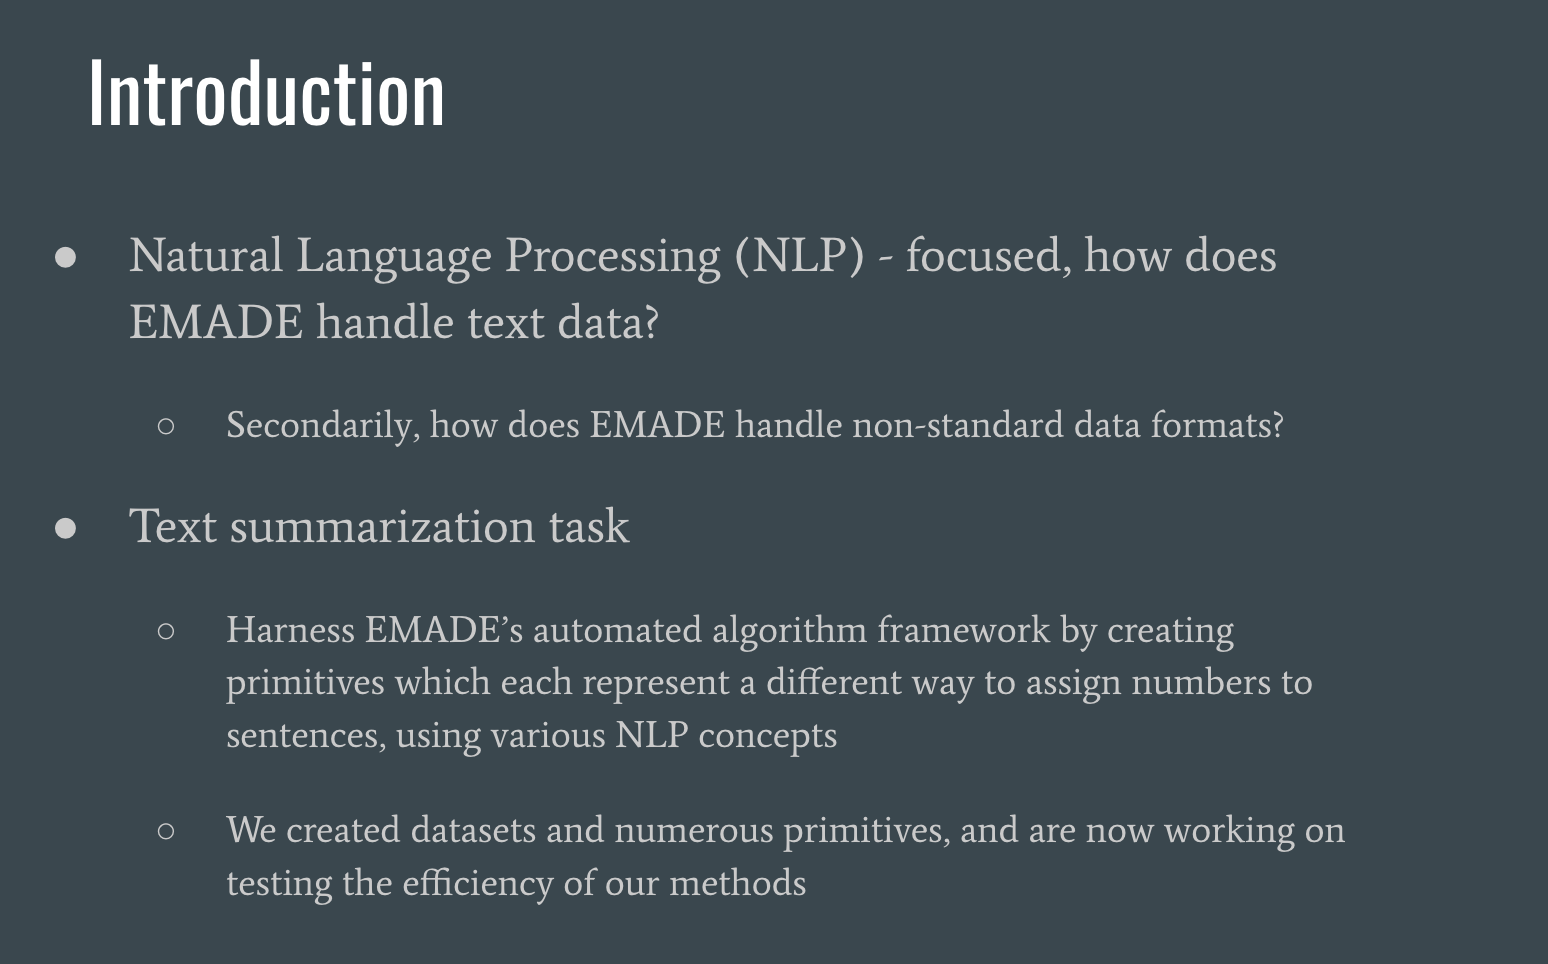 Introduction
● Natural Language Processing (NLP) - focused, how does
EMADE handle text data?
○ Secondarily, how does EMADE handle non-standard data formats?
● Text summarization task
○ Harness EMADE’s automated algorithm framework by creating
primitives which each represent a different way to assign numbers to
sentences, using various NLP concepts
○ We created datasets and numerous primitives, and are now working on
testing the efficiency of our methods